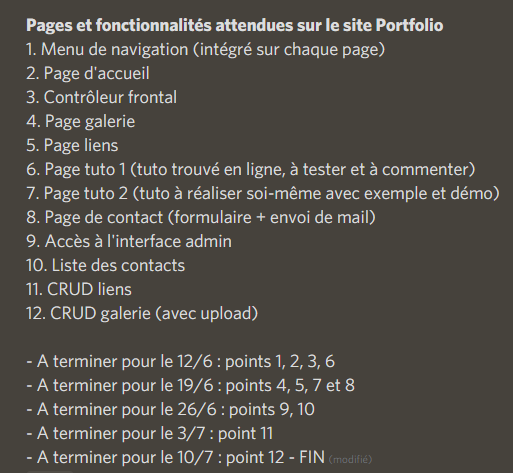 Pages et fonctionnalités attendues sur le site Portfolio
1. Menu de navigation (intégré sur chaque page)
2. Page d'accueil
3. Contrôleur frontal
4. Page galerie
5. Page liens
6. Page tuto 1 (tuto trouvé en ligne, à tester et à commenter)
7. Page tuto 2 (tuto à réaliser soi-même avec exemple et démo)
8. Page de contact (formulaire + envoi de mail)
9. Accès à l'interface admin
10. Liste des contacts
11. CRUD liens
12. CRUD galerie (avec upload)
- A terminer pour le 12/6 : points 1, 2, 3, 6
- A terminer pour le 19/6 : points 4, 5, 7 et 8
- A terminer pour le 26/6 : points 9, 10
- A terminer pour le 3/7 : point 11
- A terminer pour le 10/7 : point 12 - FIN (modifié)